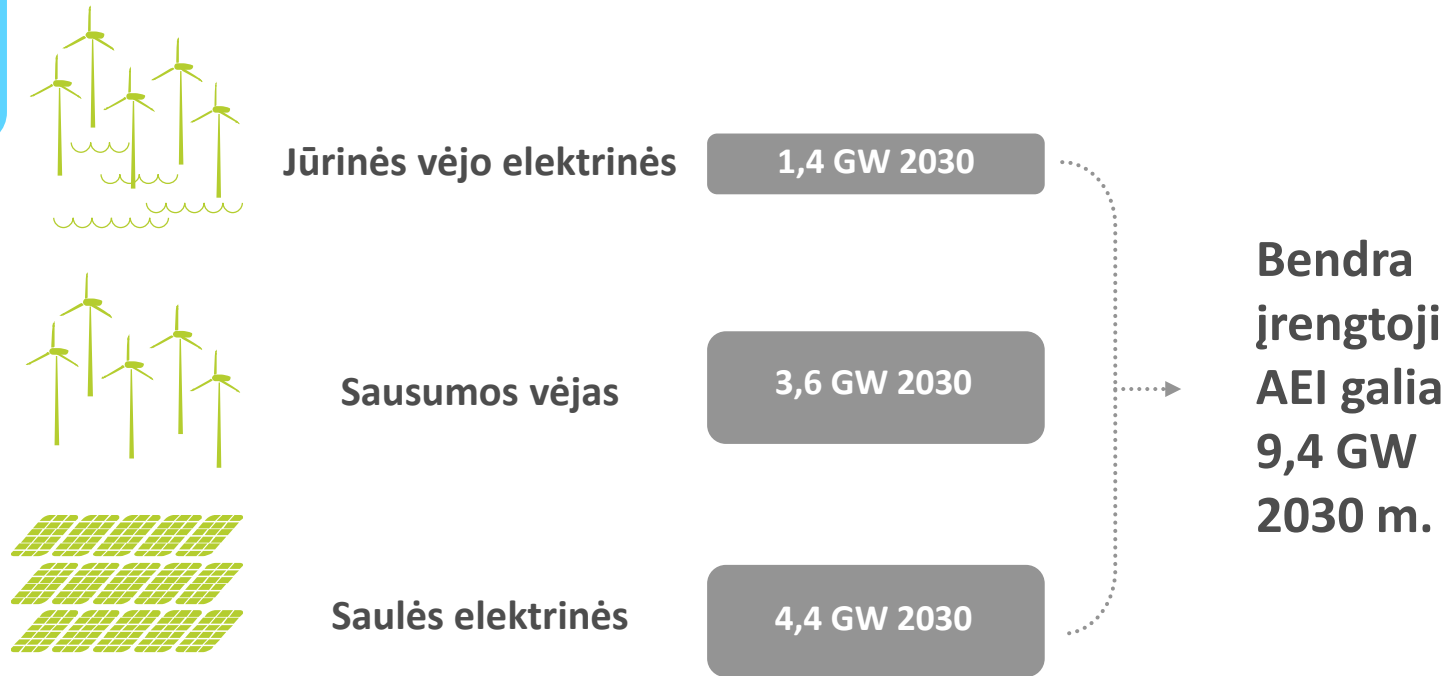 Jūrinės vėjo elektrinės
1,4 GW 2030
Sausumos vėjas
3,6 GW 2030
Saulės elektrinės
4,4 GW 2030
Bendra
įrengtoji
AEI galia
9,4 GW
2030 m.